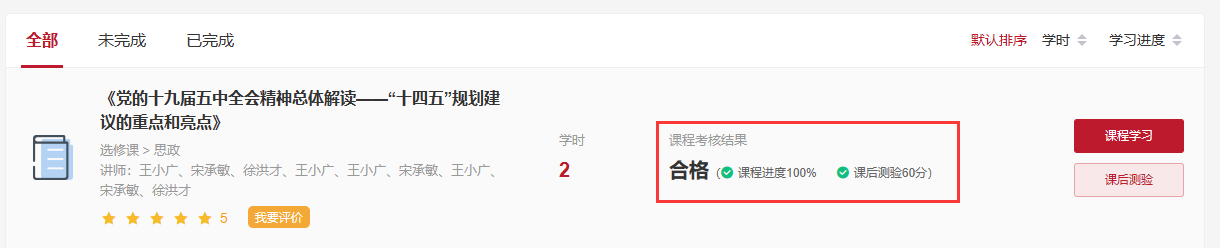 全部 未完成 已完成 默认排序 学时 学习进度
《党的十九届五中全会精神总体解读——“十四五”规划建
议的重点和亮点》
选修课 > 思政
讲师：王小广、宋承敏、徐洪才、王小广、王小广、宋承敏、王小广、
宋承敏、徐洪才
5 我要评价
学时
2
课程考核结果
合格 (课程进度100% 课后测验60分)
课程学习
课后测验